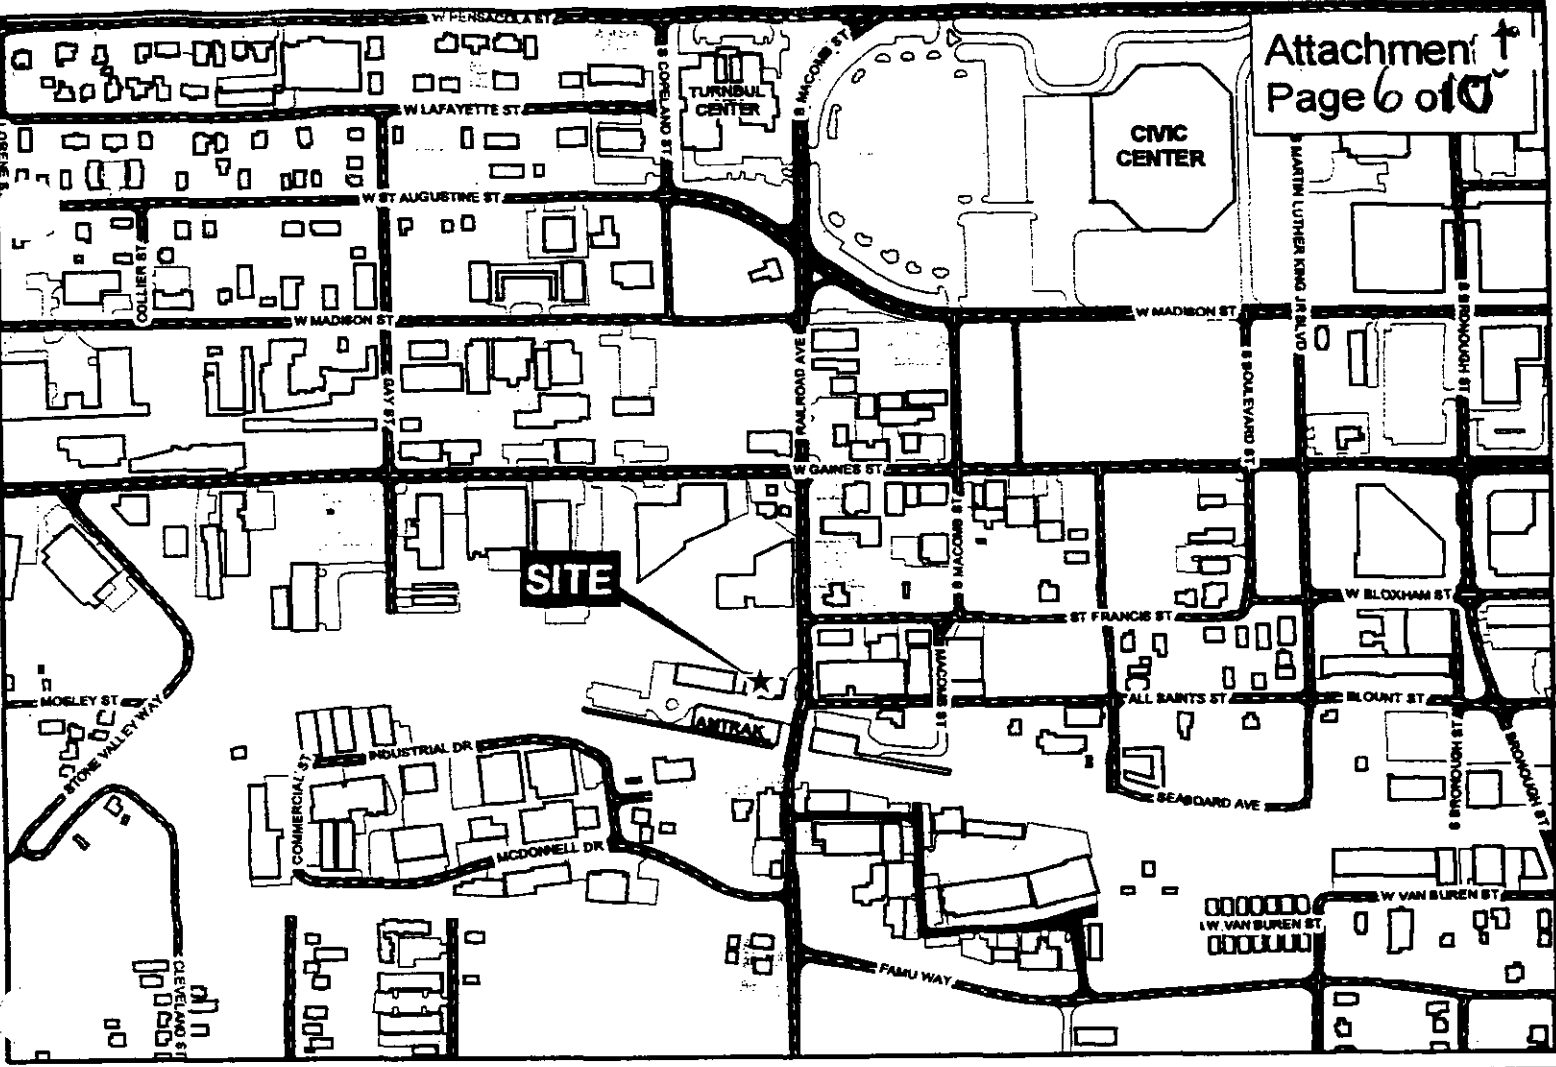 W PENSACOLA ST
Attachment
Page 6 of 10
S COPELAND ST
S MACOMB ST
TURNBUL
CENTER
W LAFAYETTE ST
CIVIC
CENTER
S MARTIN LUTHER KING JR BLVD
W ST AUGUSTINE ST
COLLIER ST
W MADISON ST
W MADISON ST
S BRONOUGH ST
RAILROAD AVE
S BOULEVARD ST
GAY ST
W GAINES ST
S MACOMB ST
SITE
W BLOXHAM ST
ST FRANCIS ST
MACOMB ST
MOSLEY ST
ALL SAINTS ST
BLOUNT ST
STONE VALLEY WAY
AMTRAK
INDUSTRIAL DR
COMMERCIAL ST
S BRONOUGH ST
S BRONOUGH ST
SEABOARD AVE
MCDONNELL DR
W VAN BUREN ST
W VAN BUREN ST
FAMU WAY
CLEVELAND ST